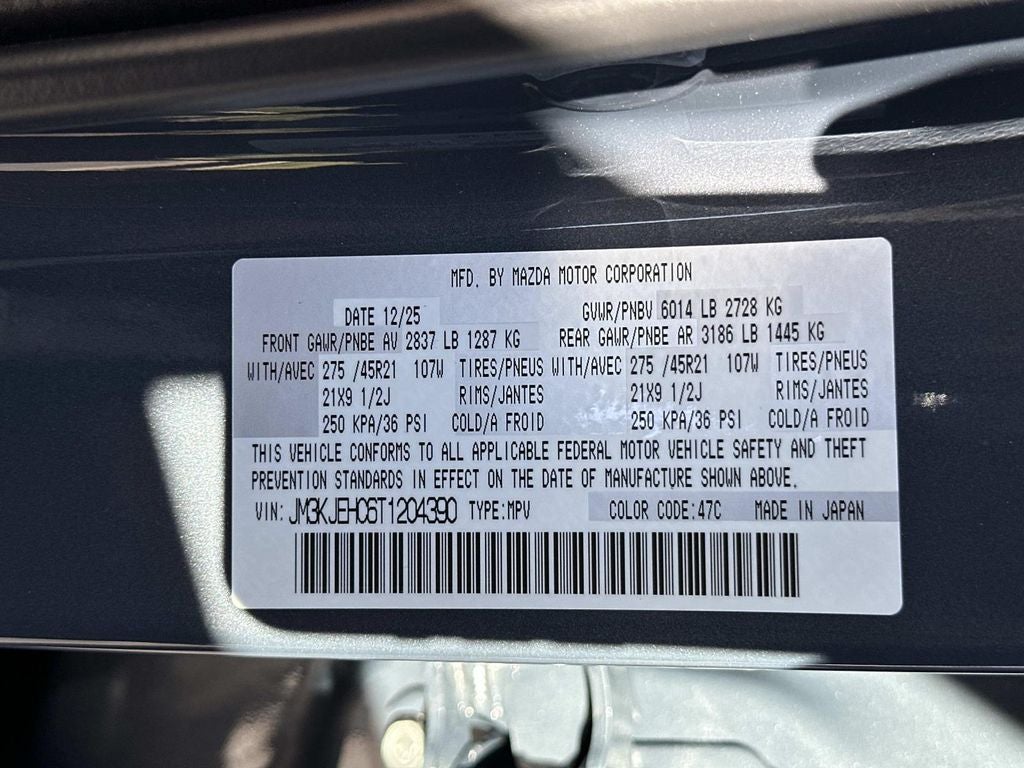 MFD. BY MAZDA MOTOR CORPORATION
DATE 12/25 GVWR/PNBV 6014 LB 2728 KG
FRONT GAWR/PNBE AV 2837 LB 1287 KG REAR GAWR/PNBE AR 3186 LB 1445 KG
WITH/AVEC 275 /45R21 107W TIRES/PNEUS WITH/AVEC 275 /45R21 107W TIRES/PNEUS
21X9 1/2J RIMS/JANTES 21X9 1/2J RIMS/JANTES
250 KPA/36 PSI COLD/A FROID 250 KPA/36 PSI COLD/A FROID
THIS VEHICLE CONFORMS TO ALL APPLICABLE FEDERAL MOTOR VEHICLE SAFETY AND THEFT
PREVENTION STANDARDS IN EFFECT ON THE DATE OF MANUFACTURE SHOWN ABOVE.
VIN: JM3KJEHC6T1204390 TYPE:MPV COLOR CODE:47C MADE IN JAPAN